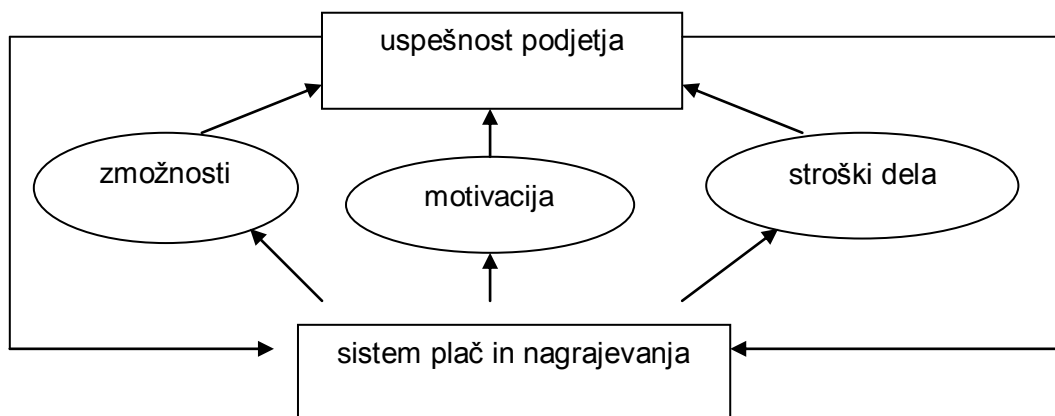 uspešnost podjetja
zmožnosti
motivacija
stroški dela
sistem plač in nagrajevanja